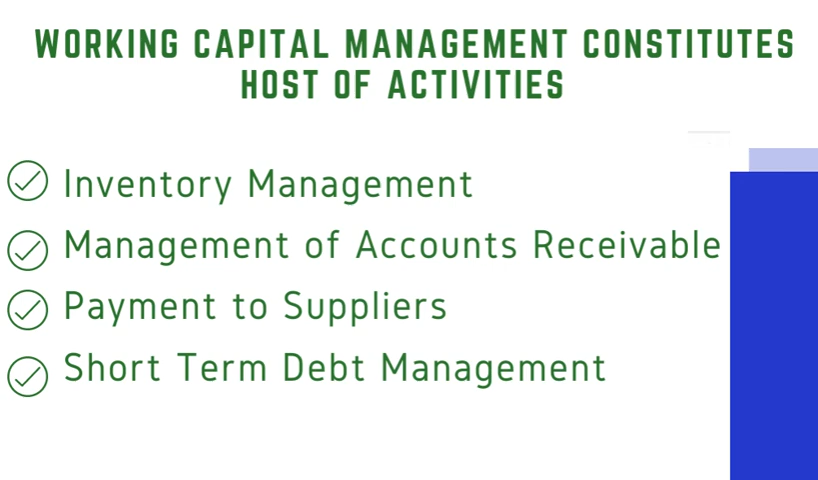 WORKING CAPITAL MANAGEMENT CONSTITUTES
HOST OF ACTIVITIES
Inventory Management
Management of Accounts Receivable
Payment to Suppliers
Short Term Debt Management